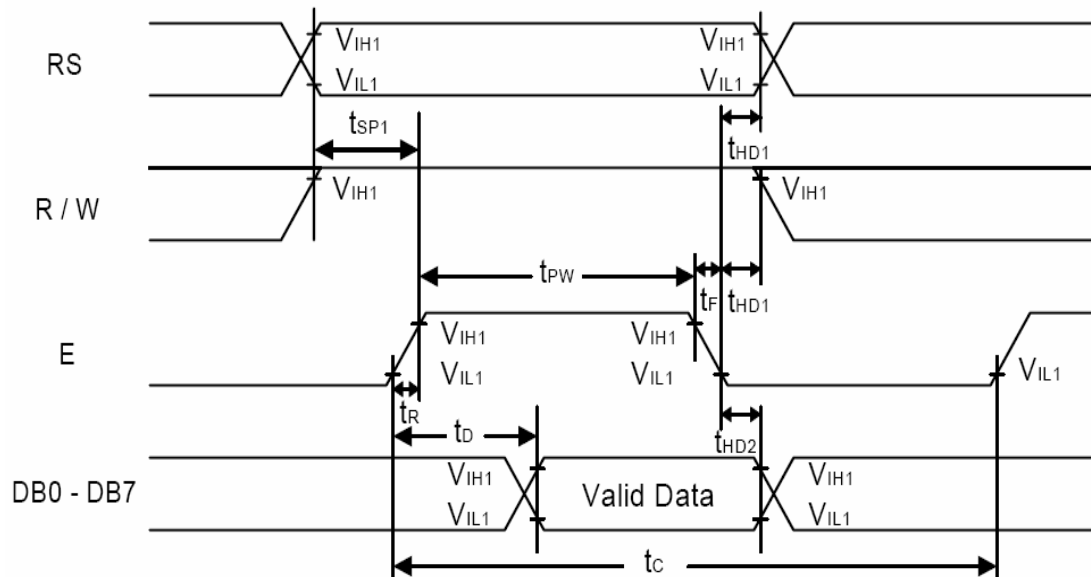 RS
VIH1
VIH1
VIL1
VIL1
tSP1
tHD1
R / W
VIH1
VIH1
tPW
tF
tHD1
E
VIH1
VIH1
VIL1
VIL1
VIL1
tR
tD
tHD2
DB0 - DB7
VIH1
Valid Data
VIH1
VIL1
VIL1
tC